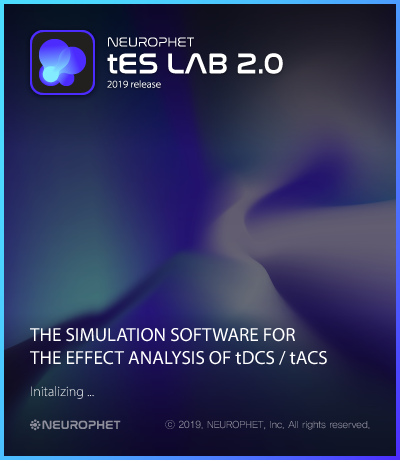 NEUROPHET
tES LAB 2.0
2019 release
THE SIMULATION SOFTWARE FOR
THE EFFECT ANALYSIS OF tDCS / tACS
Initalizing ...
NEUROPHET
© 2019, NEUROPHET, Inc, All rights reserved,